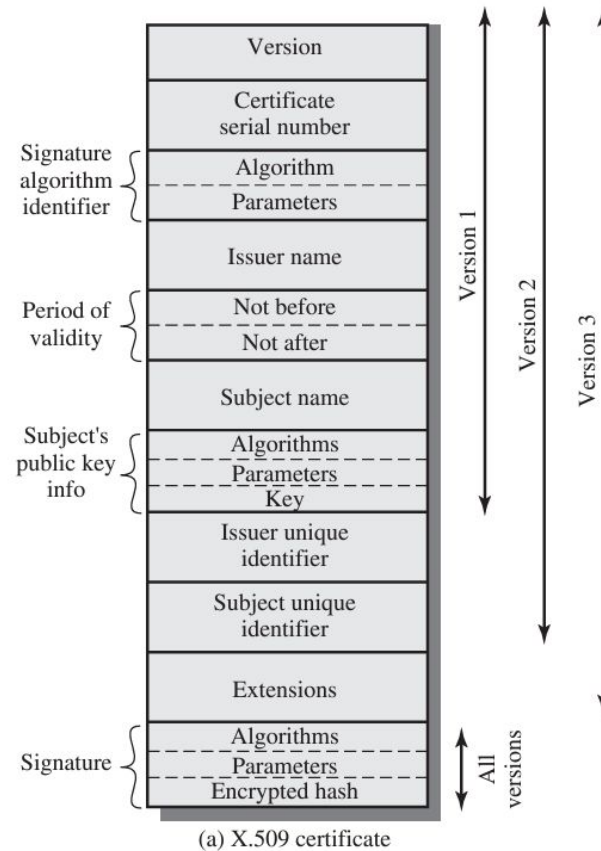 Version
Certificate
serial number
Signature
algorithm
identifier
Algorithm
Parameters
Issuer name
Period of
validity
Not before
Not after
Subject name
Subject's
public key
info
Algorithms
Parameters
Key
Issuer unique
identifier
Subject unique
identifier
Extensions
Signature
Algorithms
Parameters
Encrypted hash
Version 1
Version 2
Version 3
All
versions
(a) X.509 certificate